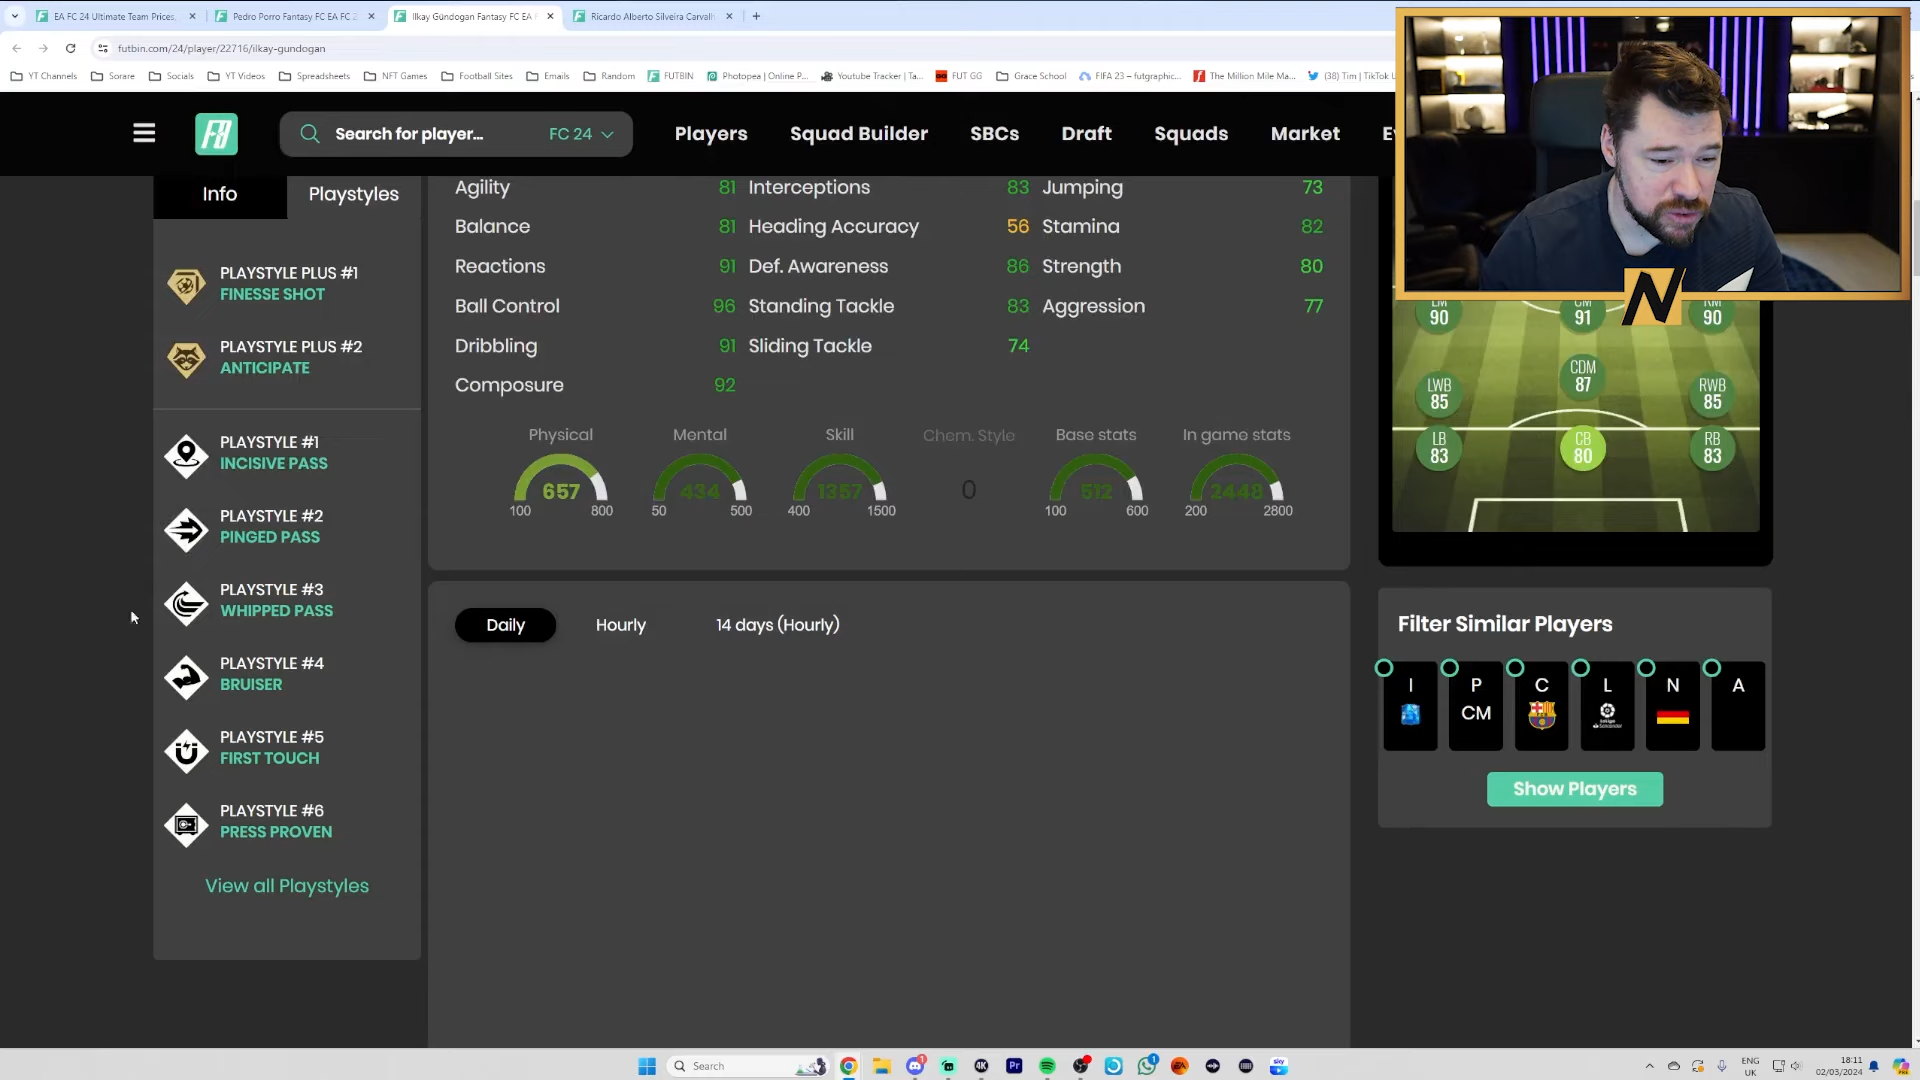 EA FC 24 Ultimate Team Prices,
Pedro Porro Fantasy FC EA FC 2
Ilkay Gündogan Fantasy FC EA F
Ricardo Alberto Silveira Carvalh
futbin.com/24/player/22716/ilkay-gundogan
YT Channels
Sorare
Socials
YT Videos
Spreadsheets
NFT Games
Football Sites
Emails
Random
FUTBIN
Photopea | Online P...
Youtube Tracker | Ta...
FUT GG
Grace School
FIFA 23 – futgraphic...
The Million Mile Ma...
(38) Tim | TikTok
Search for player...
FC 24
Players
Squad Builder
SBCs
Draft
Squads
Market
Info
Playstyles
PLAYSTYLE PLUS #1
FINESSE SHOT
PLAYSTYLE PLUS #2
ANTICIPATE
PLAYSTYLE #1
INCISIVE PASS
PLAYSTYLE #2
PINGED PASS
PLAYSTYLE #3
WHIPPED PASS
PLAYSTYLE #4
BRUISER
PLAYSTYLE #5
FIRST TOUCH
PLAYSTYLE #6
PRESS PROVEN
View all Playstyles
Agility 81 Interceptions 83 Jumping 73
Balance 81 Heading Accuracy 56 Stamina 82
Reactions 91 Def. Awareness 86 Strength 80
Ball Control 96 Standing Tackle 83 Aggression 77
Dribbling 91 Sliding Tackle 74
Composure 92
Physical Mental Skill Chem. Style Base stats In game stats
657 434 1357 0 512 2448
100 800 50 500 400 1500 100 600 200 2800
Daily Hourly 14 days (Hourly)
N
LM CM RM
90 91 90
CDM
87
LWB RWB
85 85
LB CB RB
83 80 83
Filter Similar Players
I P C L N A
CM
Show Players
Search
ENG
UK
18:11
02/03/2024